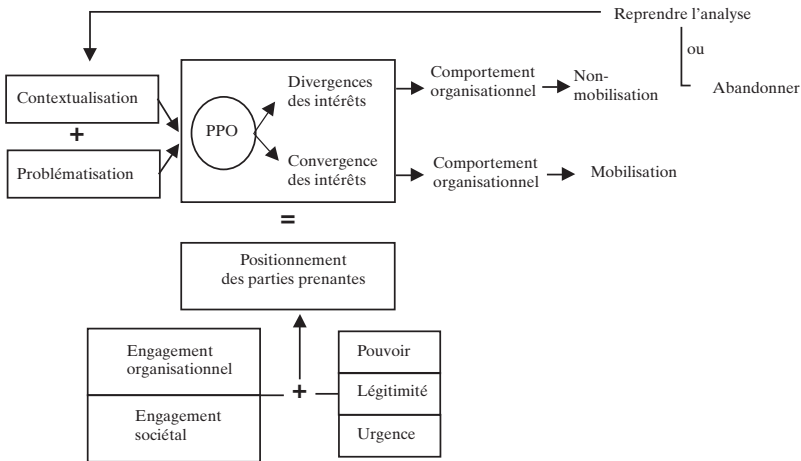 Reprendre l'analyse
ou
Abandonner
Contextualisation
+
Problématisation
PPO
Divergences
des intérêts
Convergence
des intérêts
Comportement
organisationnel
Non-
mobilisation
Comportement
organisationnel
Mobilisation
=
Positionnement
des parties prenantes
Engagement
organisationnel
Engagement
sociétal
+
Pouvoir
Légitimité
Urgence